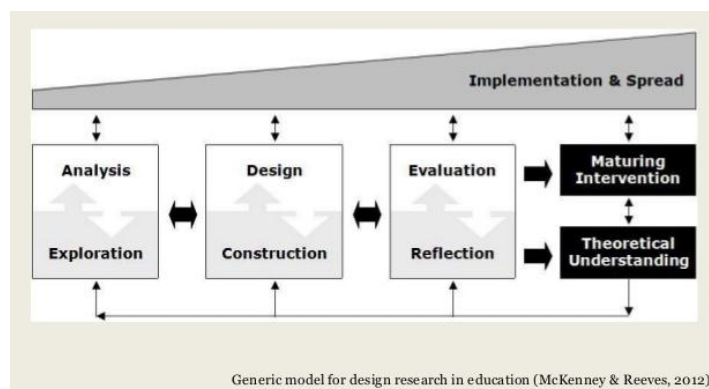 Implementation & Spread
Analysis
Exploration
Design
Construction
Evaluation
Reflection
Maturing
Intervention
Theoretical
Understanding
Generic model for design research in education (McKenney & Reeves, 2012)